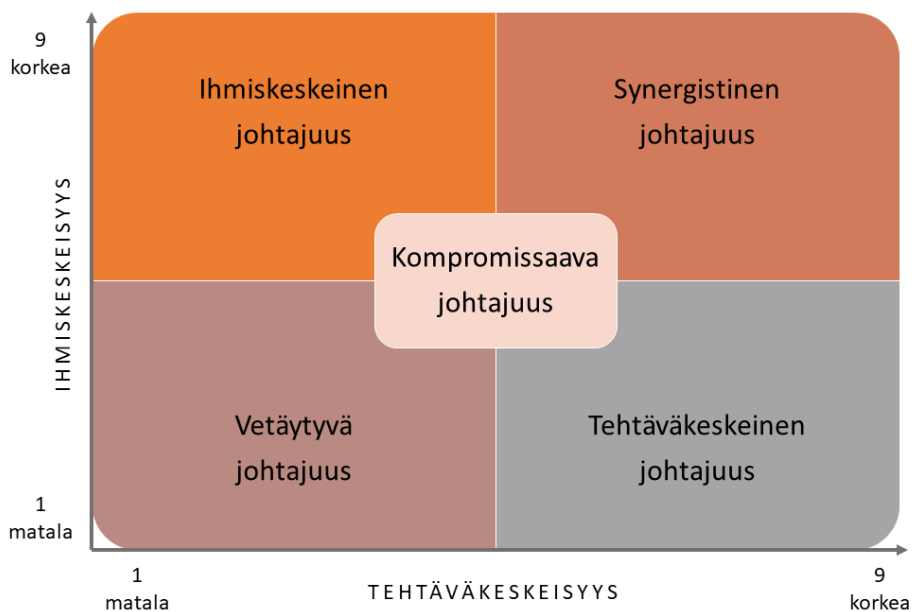 9
korkea
Ihmiskeskeinen
johtajuus
Synergistinen
johtajuus
IHMISKESKEISYYS
Kompromissaava
johtajuus
Vetäytyvä
johtajuus
Tehtäväkeskeinen
johtajuus
1
matala
1
matala
TEHTÄVÄKESKEISYYS
9
korkea